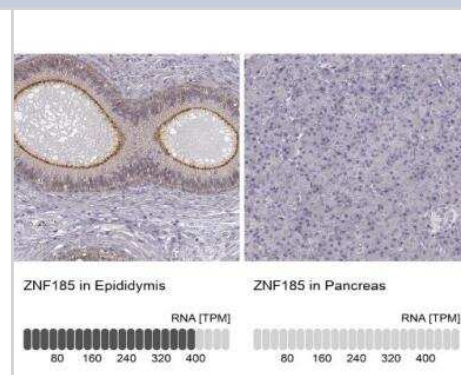 ZNF185 in Epididymis
RNA [TPM]
80 160 240 320 400
ZNF185 in Pancreas
RNA [TPM]
80 160 240 320 400